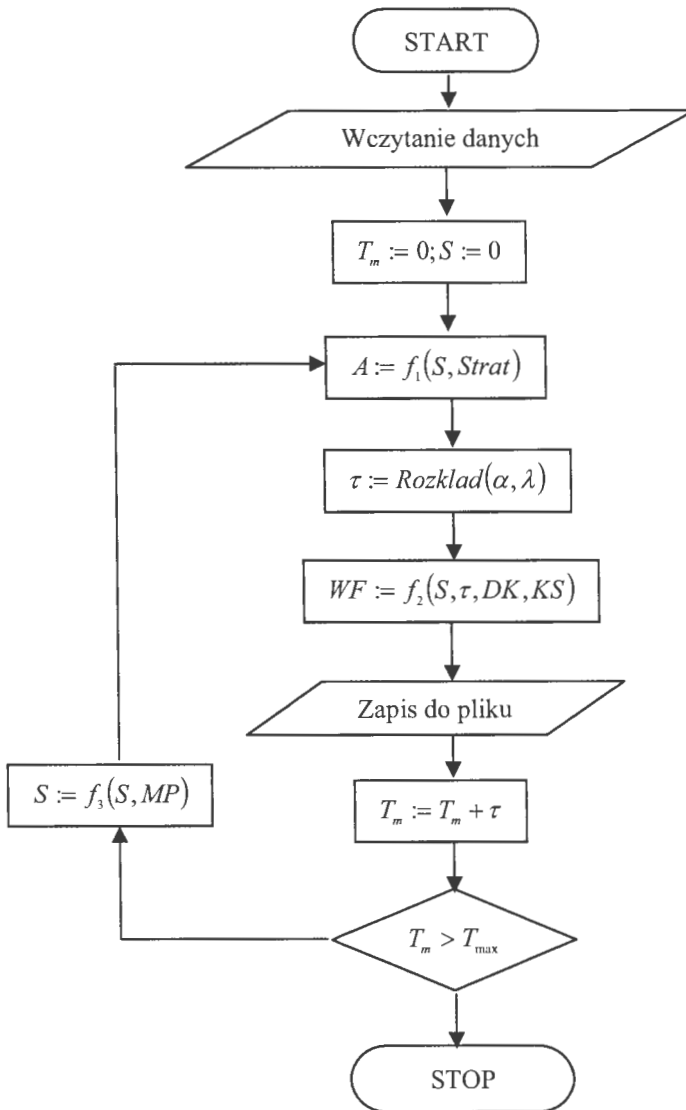 START
Wczytanie danych
T_m := 0; S := 0
A := f_1(S, Strat)
τ := Rozklad(α, λ)
WF := f_2(S, τ, DK, KS)
Zapis do pliku
S := f_3(S, MP)
T_m := T_m + τ
T_m > T_max
STOP